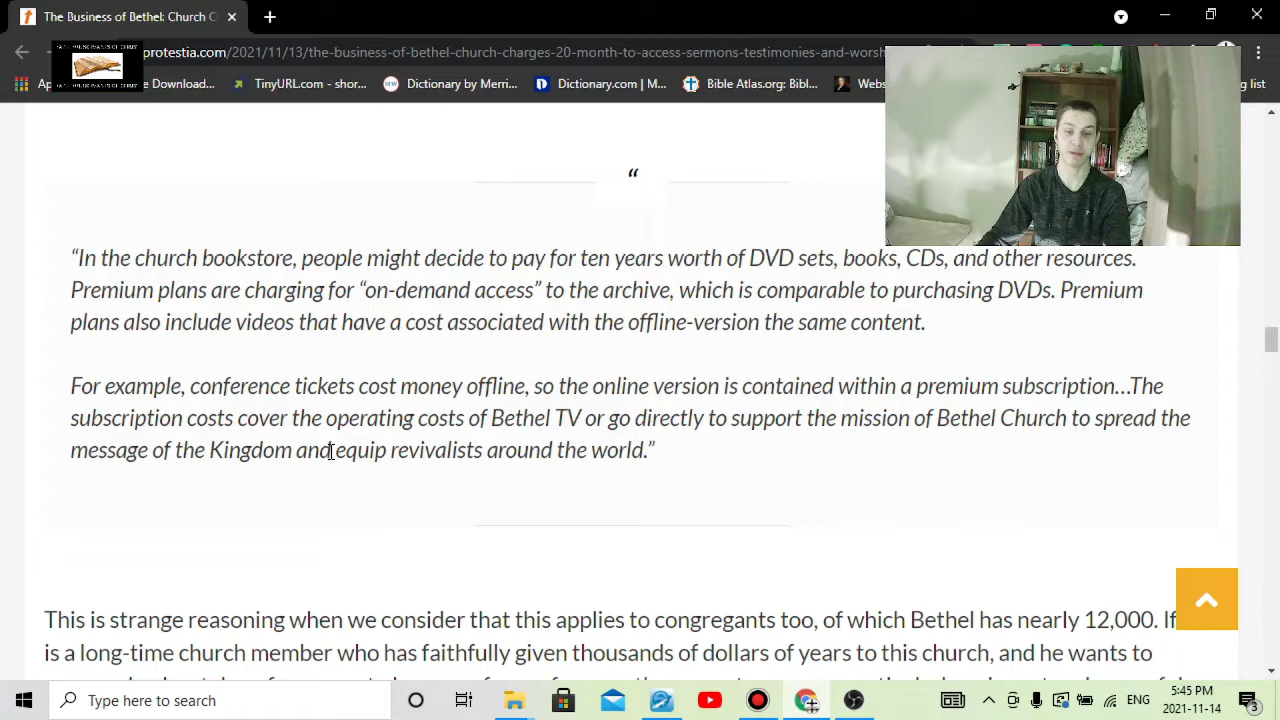 The Business of Bethel: Church C
protestia.com/2021/11/13/the-business-of-bethel-church-charges-20-month-to-access-sermons-testimonies-and-worsh
Ap
e Download...
TinyURL.com - shor...
Dictionary by Merri...
Dictionary.com | M...
Bible Atlas.org: Bibl...
Webs
ing list
“
“In the church bookstore, people might decide to pay for ten years worth of DVD sets, books, CDs, and other resources.
Premium plans are charging for “on-demand access” to the archive, which is comparable to purchasing DVDs. Premium
plans also include videos that have a cost associated with the offline-version the same content.
For example, conference tickets cost money offline, so the online version is contained within a premium subscription…The
subscription costs cover the operating costs of Bethel TV or go directly to support the mission of Bethel Church to spread the
message of the Kingdom and equip revivalists around the world.”
This is strange reasoning when we consider that this applies to congregants too, of which Bethel has nearly 12,000. If
is a long-time church member who has faithfully given thousands of dollars of years to this church, and he wants to
Type here to search
ENG
5:45 PM
2021-11-14
3